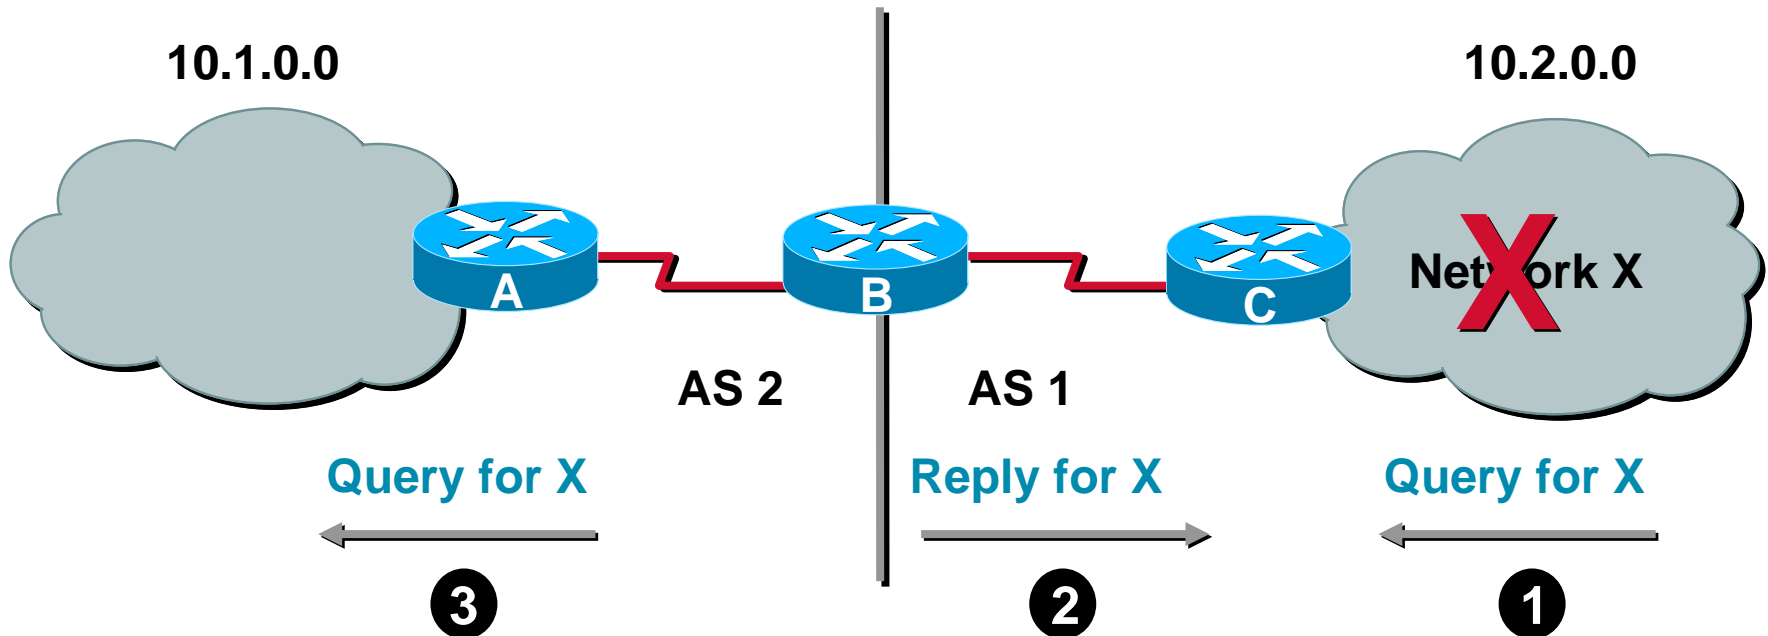 10.1.0.0
10.2.0.0
A
B
C
Network X
X
AS 2
AS 1
Query for X
Reply for X
Query for X
3
2
1